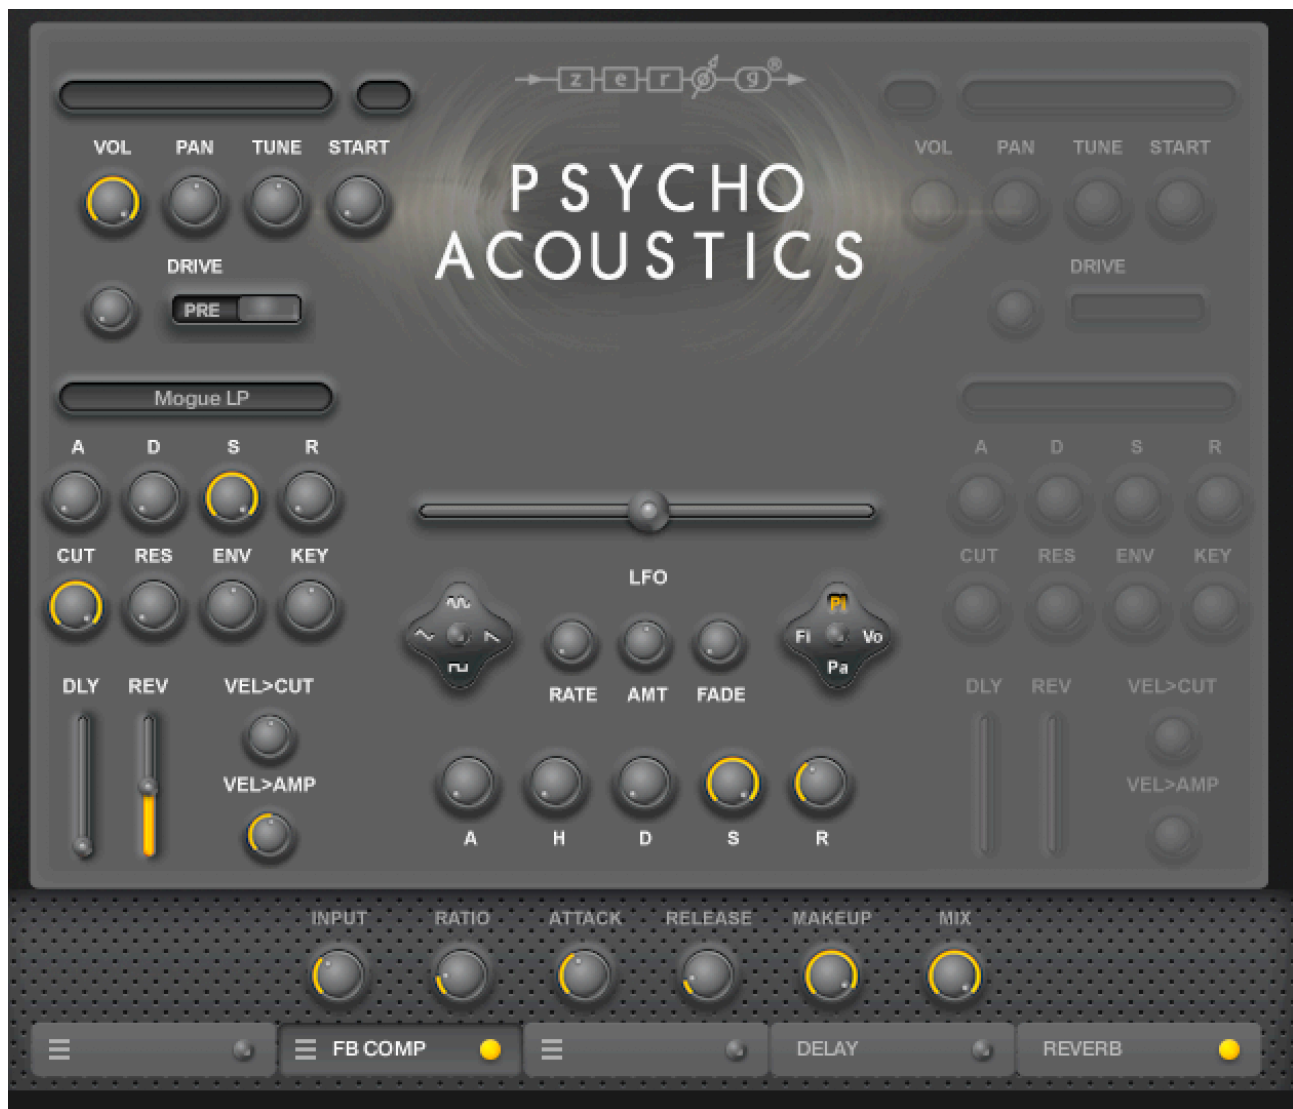 z e r o g ®
PSYCHO
ACOUSTICS
VOL PAN TUNE START
DRIVE
PRE
Mogue LP
A D S R
CUT RES ENV KEY
DLY REV VEL>CUT
VEL>AMP
LFO
RATE AMT FADE
Pi
Fi Vo
Pa
A H D S R
VOL PAN TUNE START
DRIVE
A D S R
CUT RES ENV KEY
DLY REV VEL>CUT
VEL>AMP
INPUT RATIO ATTACK RELEASE MAKEUP MIX
FB COMP DELAY REVERB